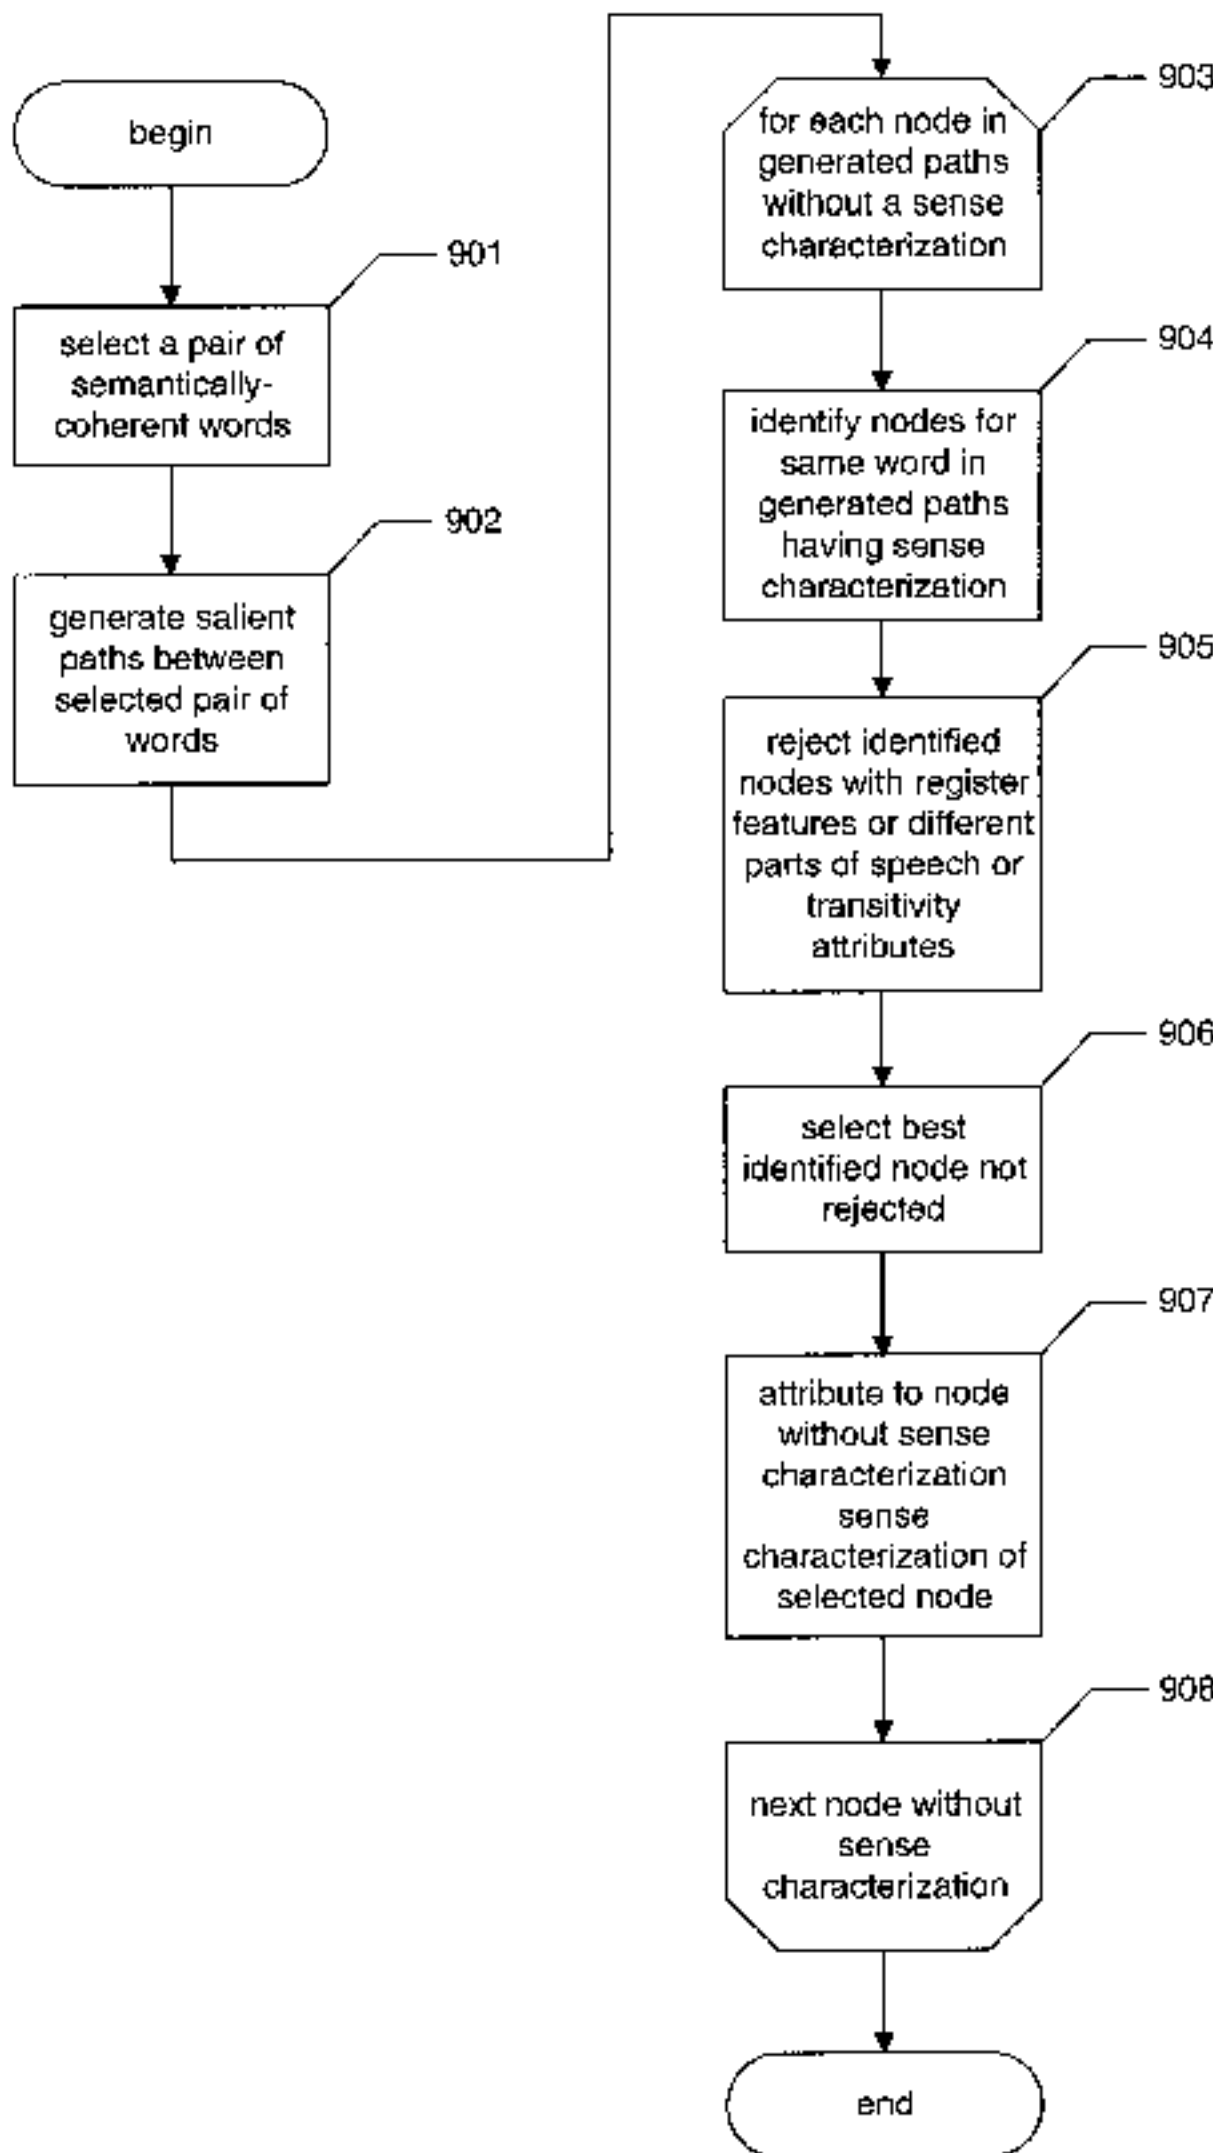 begin
901
select a pair of
semantically-
coherent words
902
generate salient
paths between
selected pair of
words
903
for each node in
generated paths
without a sense
characterization
904
identify nodes for
same word in
generated paths
having sense
characterization
905
reject identified
nodes with register
features or different
parts of speech or
transitivity
attributes
906
select best
identified node not
rejected
907
attribute to node
without sense
characterization
sense
characterization of
selected node
908
next node without
sense
characterization
end